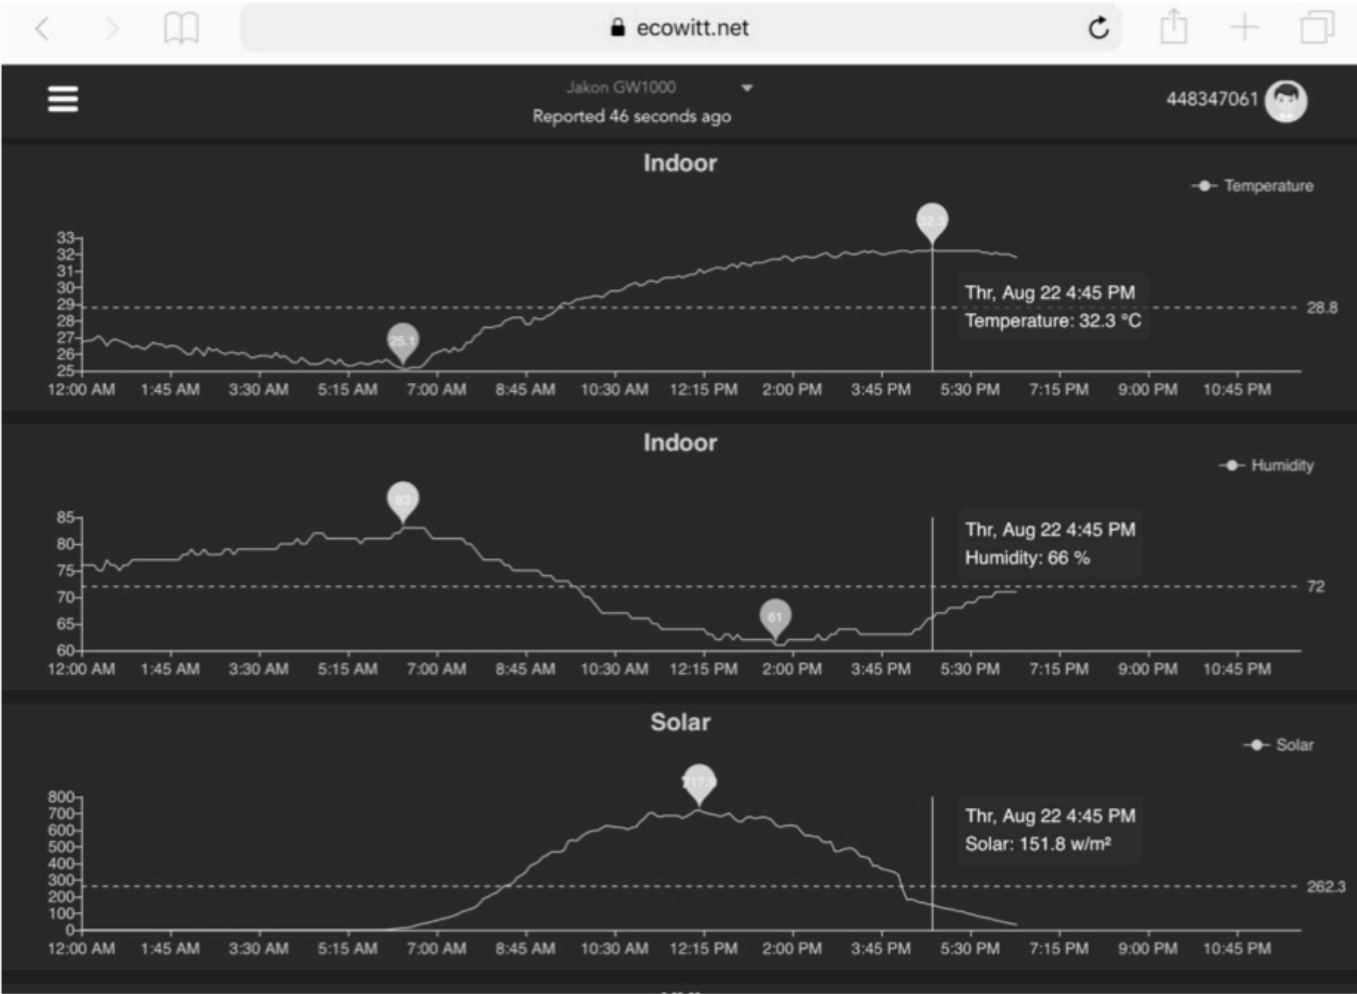 ecowitt.net
Jakon GW1000
Reported 46 seconds ago
448347061
Indoor
Temperature
32.3
33
32
31
30
29
28
27
26
25
25.1
Thr, Aug 22 4:45 PM
Temperature: 32.3 °C
28.8
12:00 AM 1:45 AM 3:30 AM 5:15 AM 7:00 AM 8:45 AM 10:30 AM 12:15 PM 2:00 PM 3:45 PM 5:30 PM 7:15 PM 9:00 PM 10:45 PM
Indoor
Humidity
83
85
80
75
70
65
60
61
Thr, Aug 22 4:45 PM
Humidity: 66 %
72
12:00 AM 1:45 AM 3:30 AM 5:15 AM 7:00 AM 8:45 AM 10:30 AM 12:15 PM 2:00 PM 3:45 PM 5:30 PM 7:15 PM 9:00 PM 10:45 PM
Solar
Solar
717.9
800
700
600
500
400
300
200
100
0
Thr, Aug 22 4:45 PM
Solar: 151.8 w/m²
262.3
12:00 AM 1:45 AM 3:30 AM 5:15 AM 7:00 AM 8:45 AM 10:30 AM 12:15 PM 2:00 PM 3:45 PM 5:30 PM 7:15 PM 9:00 PM 10:45 PM